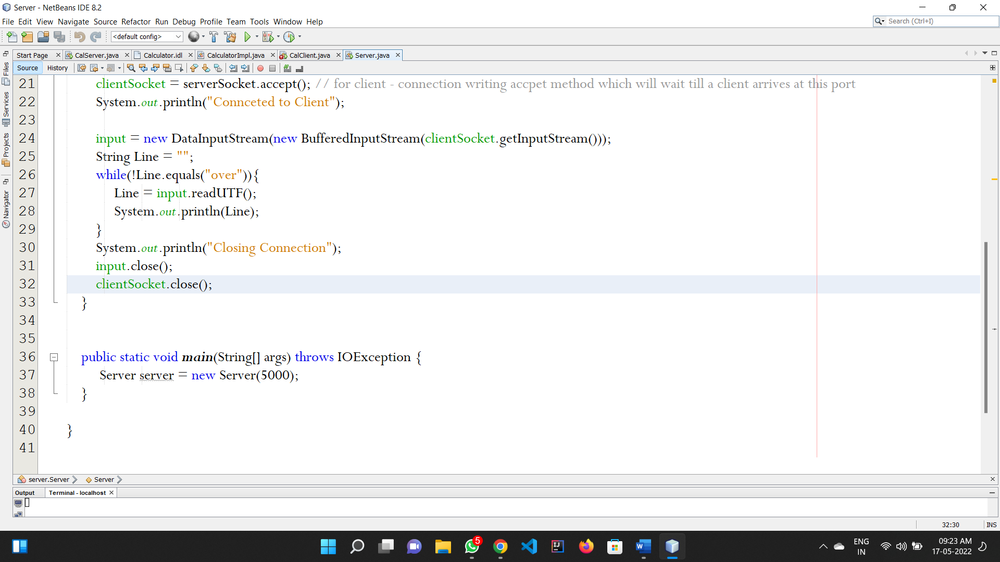 Server - NetBeans IDE 8.2
File Edit View Navigate Source Refactor Run Debug Profile Team Tools Window Help
Search (Ctrl+I)
<default config>
Start Page CalServer.java Calculator.idl CalculatorImpl.java CalClient.java Server.java
Source History
Files
Services
Projects
Navigator
21 clientSocket = serverSocket.accept(); // for client - connection writing accpet method which will wait till a client arrives at this port
22 System.out.println("Connceted to Client");
23
24 input = new DataInputStream(new BufferedInputStream(clientSocket.getInputStream()));
25 String Line = "";
26 while(!Line.equals("over")){
27 Line = input.readUTF();
28 System.out.println(Line);
29 }
30 System.out.println("Closing Connection");
31 input.close();
32 clientSocket.close();
33 }
34
35
36 public static void main(String[] args) throws IOException {
37 Server server = new Server(5000);
38 }
39
40 }
41
server.Server Server
Output Terminal - localhost
32:30 INS
5
ENG
IN
09:23 AM
17-05-2022